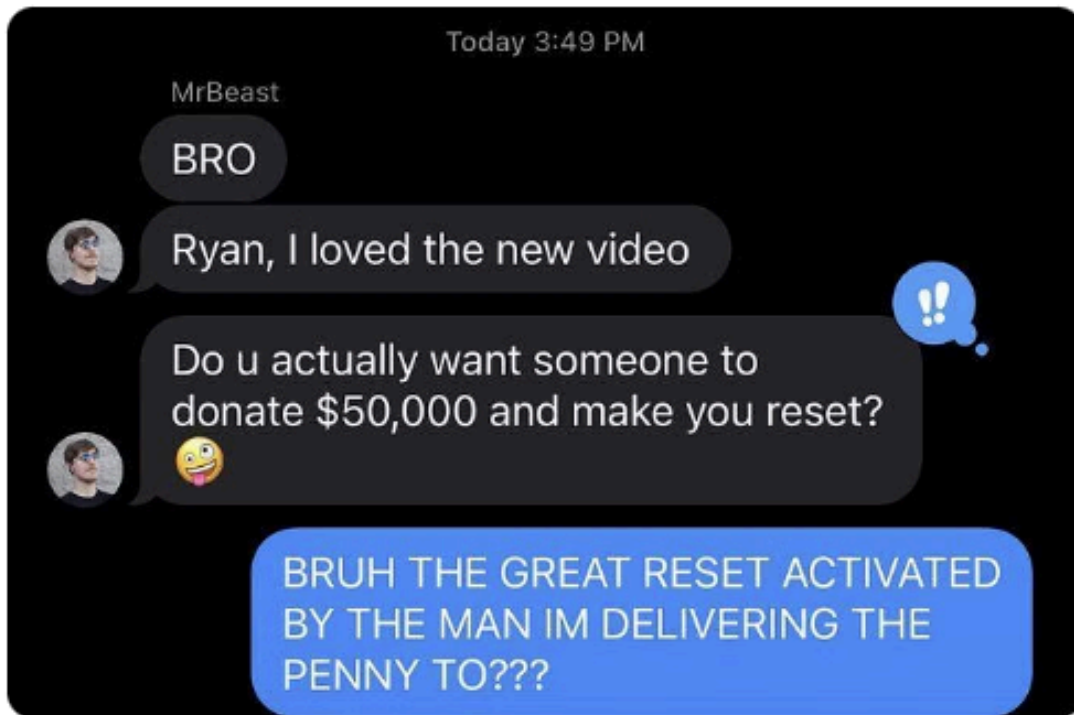 Today 3:49 PM
MrBeast
BRO
Ryan, I loved the new video
Do u actually want someone to
donate $50,000 and make you reset?
🤪
BRUH THE GREAT RESET ACTIVATED
BY THE MAN IM DELIVERING THE
PENNY TO???